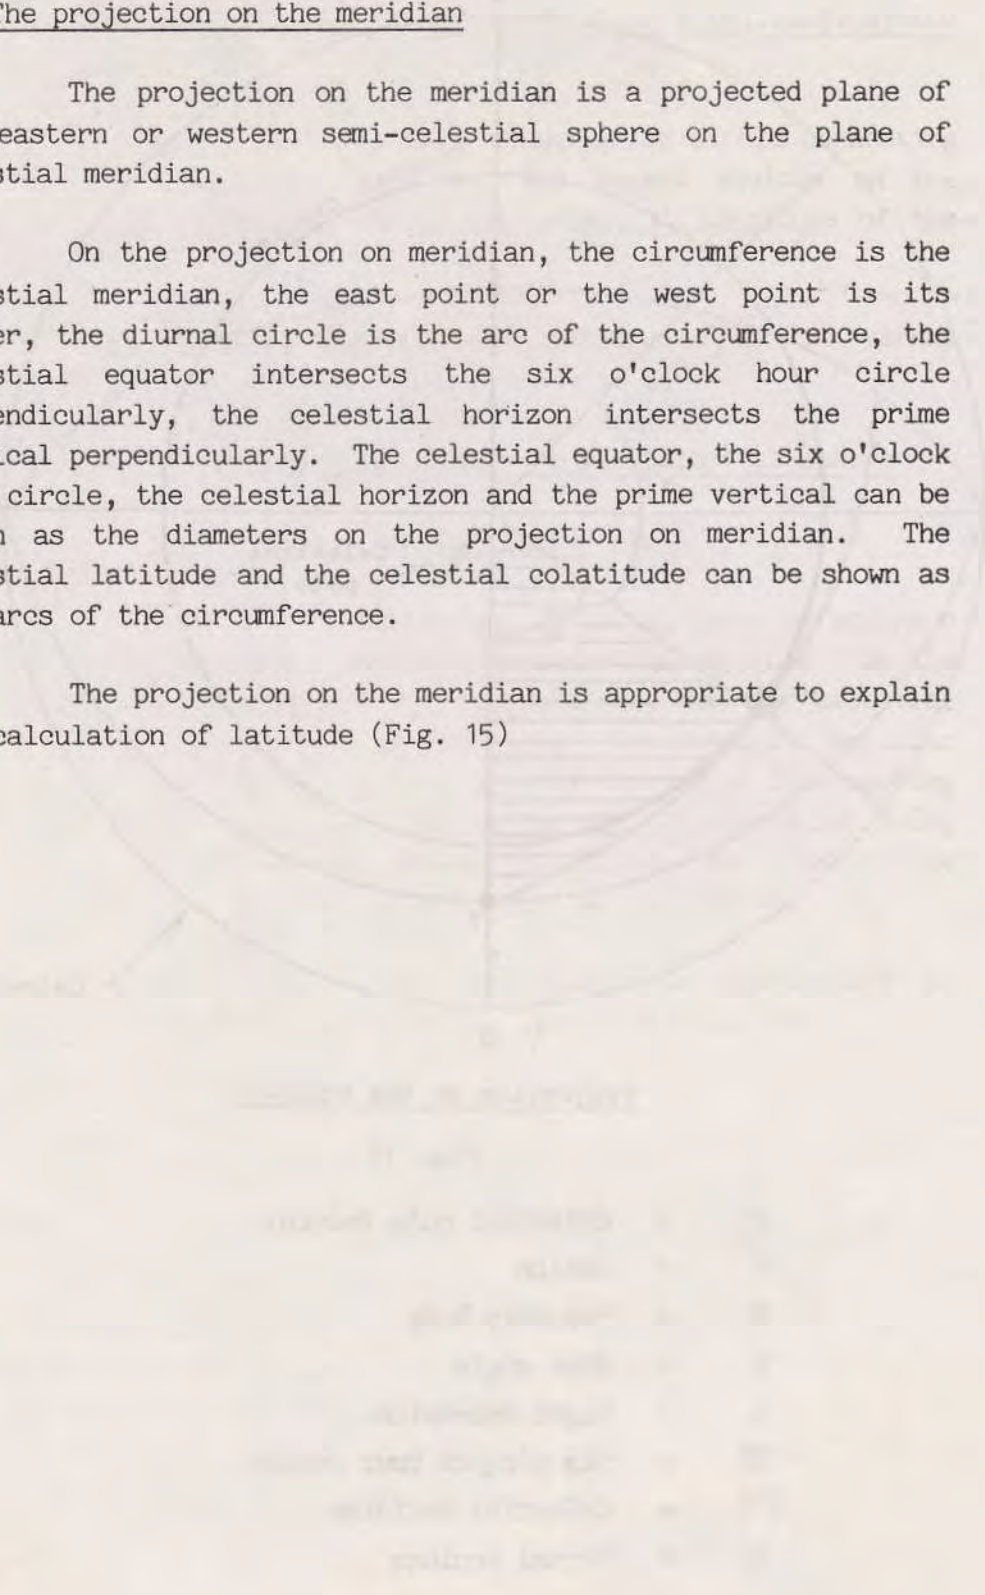 The projection on the meridian
The projection on the meridian is a projected plane of
eastern or western semi-celestial sphere on the plane of
stial meridian.
On the projection on meridian, the circumference is the
stial meridian, the east point or the west point is its
er, the diurnal circle is the arc of the circumference, the
stial equator intersects the six o'clock hour circle
endicularly, the celestial horizon intersects the prime
ical perpendicularly. The celestial equator, the six o'clock
circle, the celestial horizon and the prime vertical can be
n as the diameters on the projection on meridian. The
stial latitude and the celestial colatitude can be shown as
arcs of the circumference.
The projection on the meridian is appropriate to explain
calculation of latitude (Fig. 15)